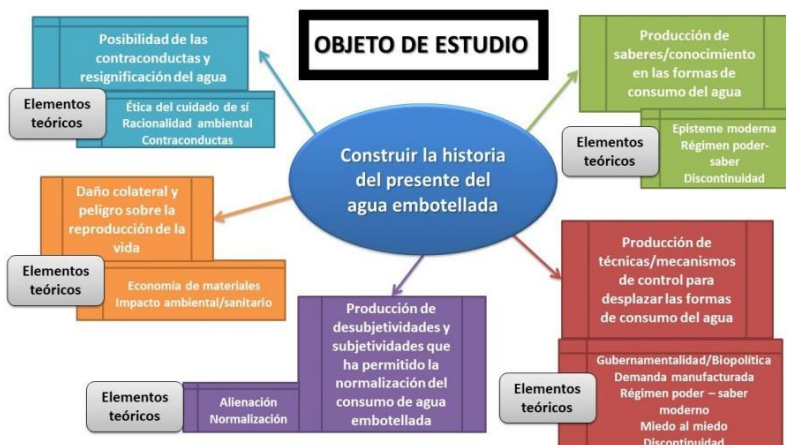 OBJETO DE ESTUDIO
Construir la historia
del presente del
agua embotellada
Posibilidad de las
contraconductas y
resignificación del agua
Elementos
teóricos
Ética del cuidado de sí
Racionalidad ambiental
Contraconductas
Producción de
saberes/conocimiento
en las formas de
consumo del agua
Elementos
teóricos
Episteme moderna
Régimen poder-
saber
Discontinuidad
Daño colateral y
peligro sobre la
reproducción de la
vida
Elementos
teóricos
Economía de materiales
Impacto ambiental/sanitario
Producción de
desubjetividades y
subjetividades que
ha permitido la
normalización del
consumo de agua
embotellada
Elementos
teóricos
Alienación
Normalización
Producción de
técnicas/mecanismos
de control para
desplazar las formas
de consumo del agua
Elementos
teóricos
Gubernamentalidad/Biopolítica
Demanda manufacturada
Régimen poder – saber
moderno
Miedo al miedo
Discontinuidad